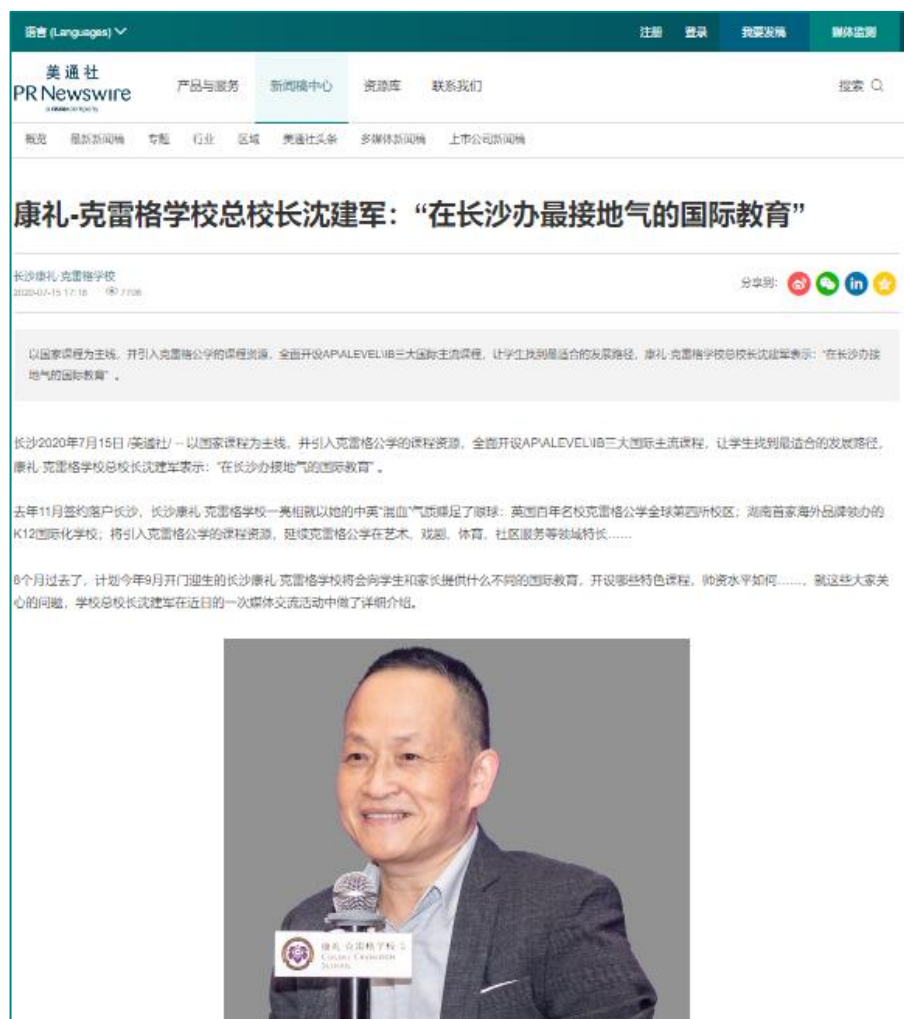 语言 (Languages)
注册 登录 我要发稿 媒体监测
美通社
PR Newswire
a cision company
产品与服务 新闻稿中心 资源库 联系我们 搜索
概览 最新新闻稿 专题 行业 区域 美通社头条 多媒体新闻稿 上市公司新闻稿
康礼-克雷格学校总校长沈建军：“在长沙办最接地气的国际教育”
长沙康礼·克雷格学校
2020-07-15 17:18
分享到:
以国家课程为主线，并引入克雷格公学的课程资源，全面开设AP\ALEVEL\IB三大国际主流课程，让学生找到最适合的发展路径，康礼·克雷格学校总校长沈建军表示：“在长沙办接
地气的国际教育”。
长沙2020年7月15日 /美通社/ -- 以国家课程为主线，并引入克雷格公学的课程资源，全面开设AP\ALEVEL\IB三大国际主流课程，让学生找到最适合的发展路径，
康礼·克雷格学校总校长沈建军表示：“在长沙办接地气的国际教育”。
去年11月签约落户长沙，长沙康礼·克雷格学校一亮相就以她的中英“混血”气质赚足了眼球：英国百年名校克雷格公学全球第四所校区；湖南首家海外品牌领办的
K12国际化学校；将引入克雷格公学的课程资源，延续克雷格公学在艺术、戏剧、体育、社区服务等领域特长……
8个月过去了，计划今年9月开门迎生的长沙康礼·克雷格学校将会向学生和家长提供什么不同的国际教育，开设哪些特色课程，师资水平如何……，就这些大家关
心的问题，学校总校长沈建军在近日的一次媒体交流活动中做了详细介绍。
康礼·克雷格学校
SCHOOL